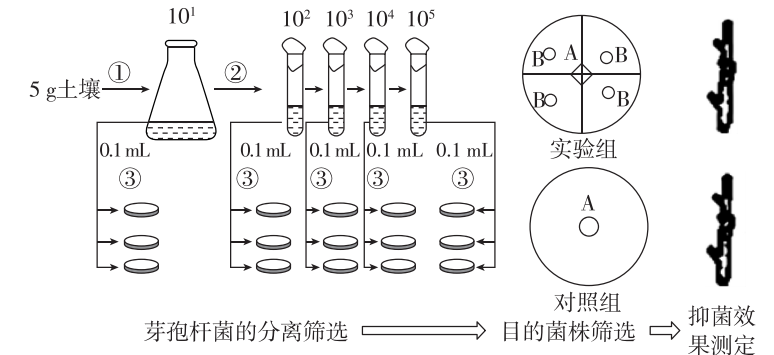 10¹ 10² 10³ 10⁴ 10⁵
5 g土壤 ① ②
0.1 mL 0.1 mL 0.1 mL 0.1 mL 0.1 mL
③ ③ ③ ③ ③
B A B
B B
实验组
A
对照组
芽孢杆菌的分离筛选 目的菌株筛选 抑菌效
果测定